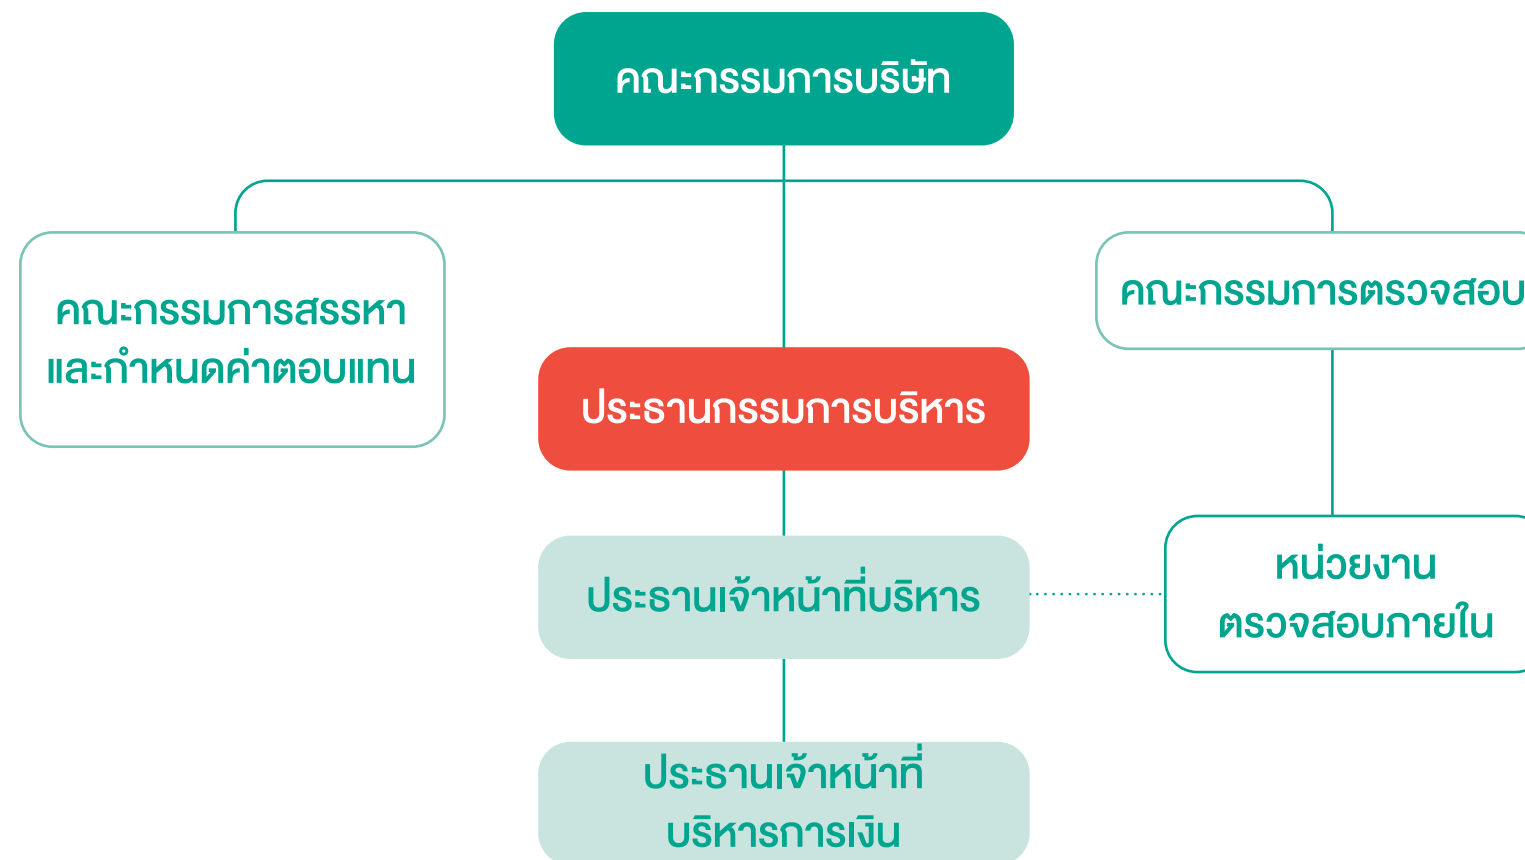 คณะกรรมการบริษัท
คณะกรรมการสรรหา
และกำหนดค่าตอบแทน
คณะกรรมการตรวจสอบ
ประธานกรรมการบริหาร
ประธานเจ้าหน้าที่บริหาร
หน่วยงาน
ตรวจสอบภายใน
ประธานเจ้าหน้าที่
บริหารการเงิน